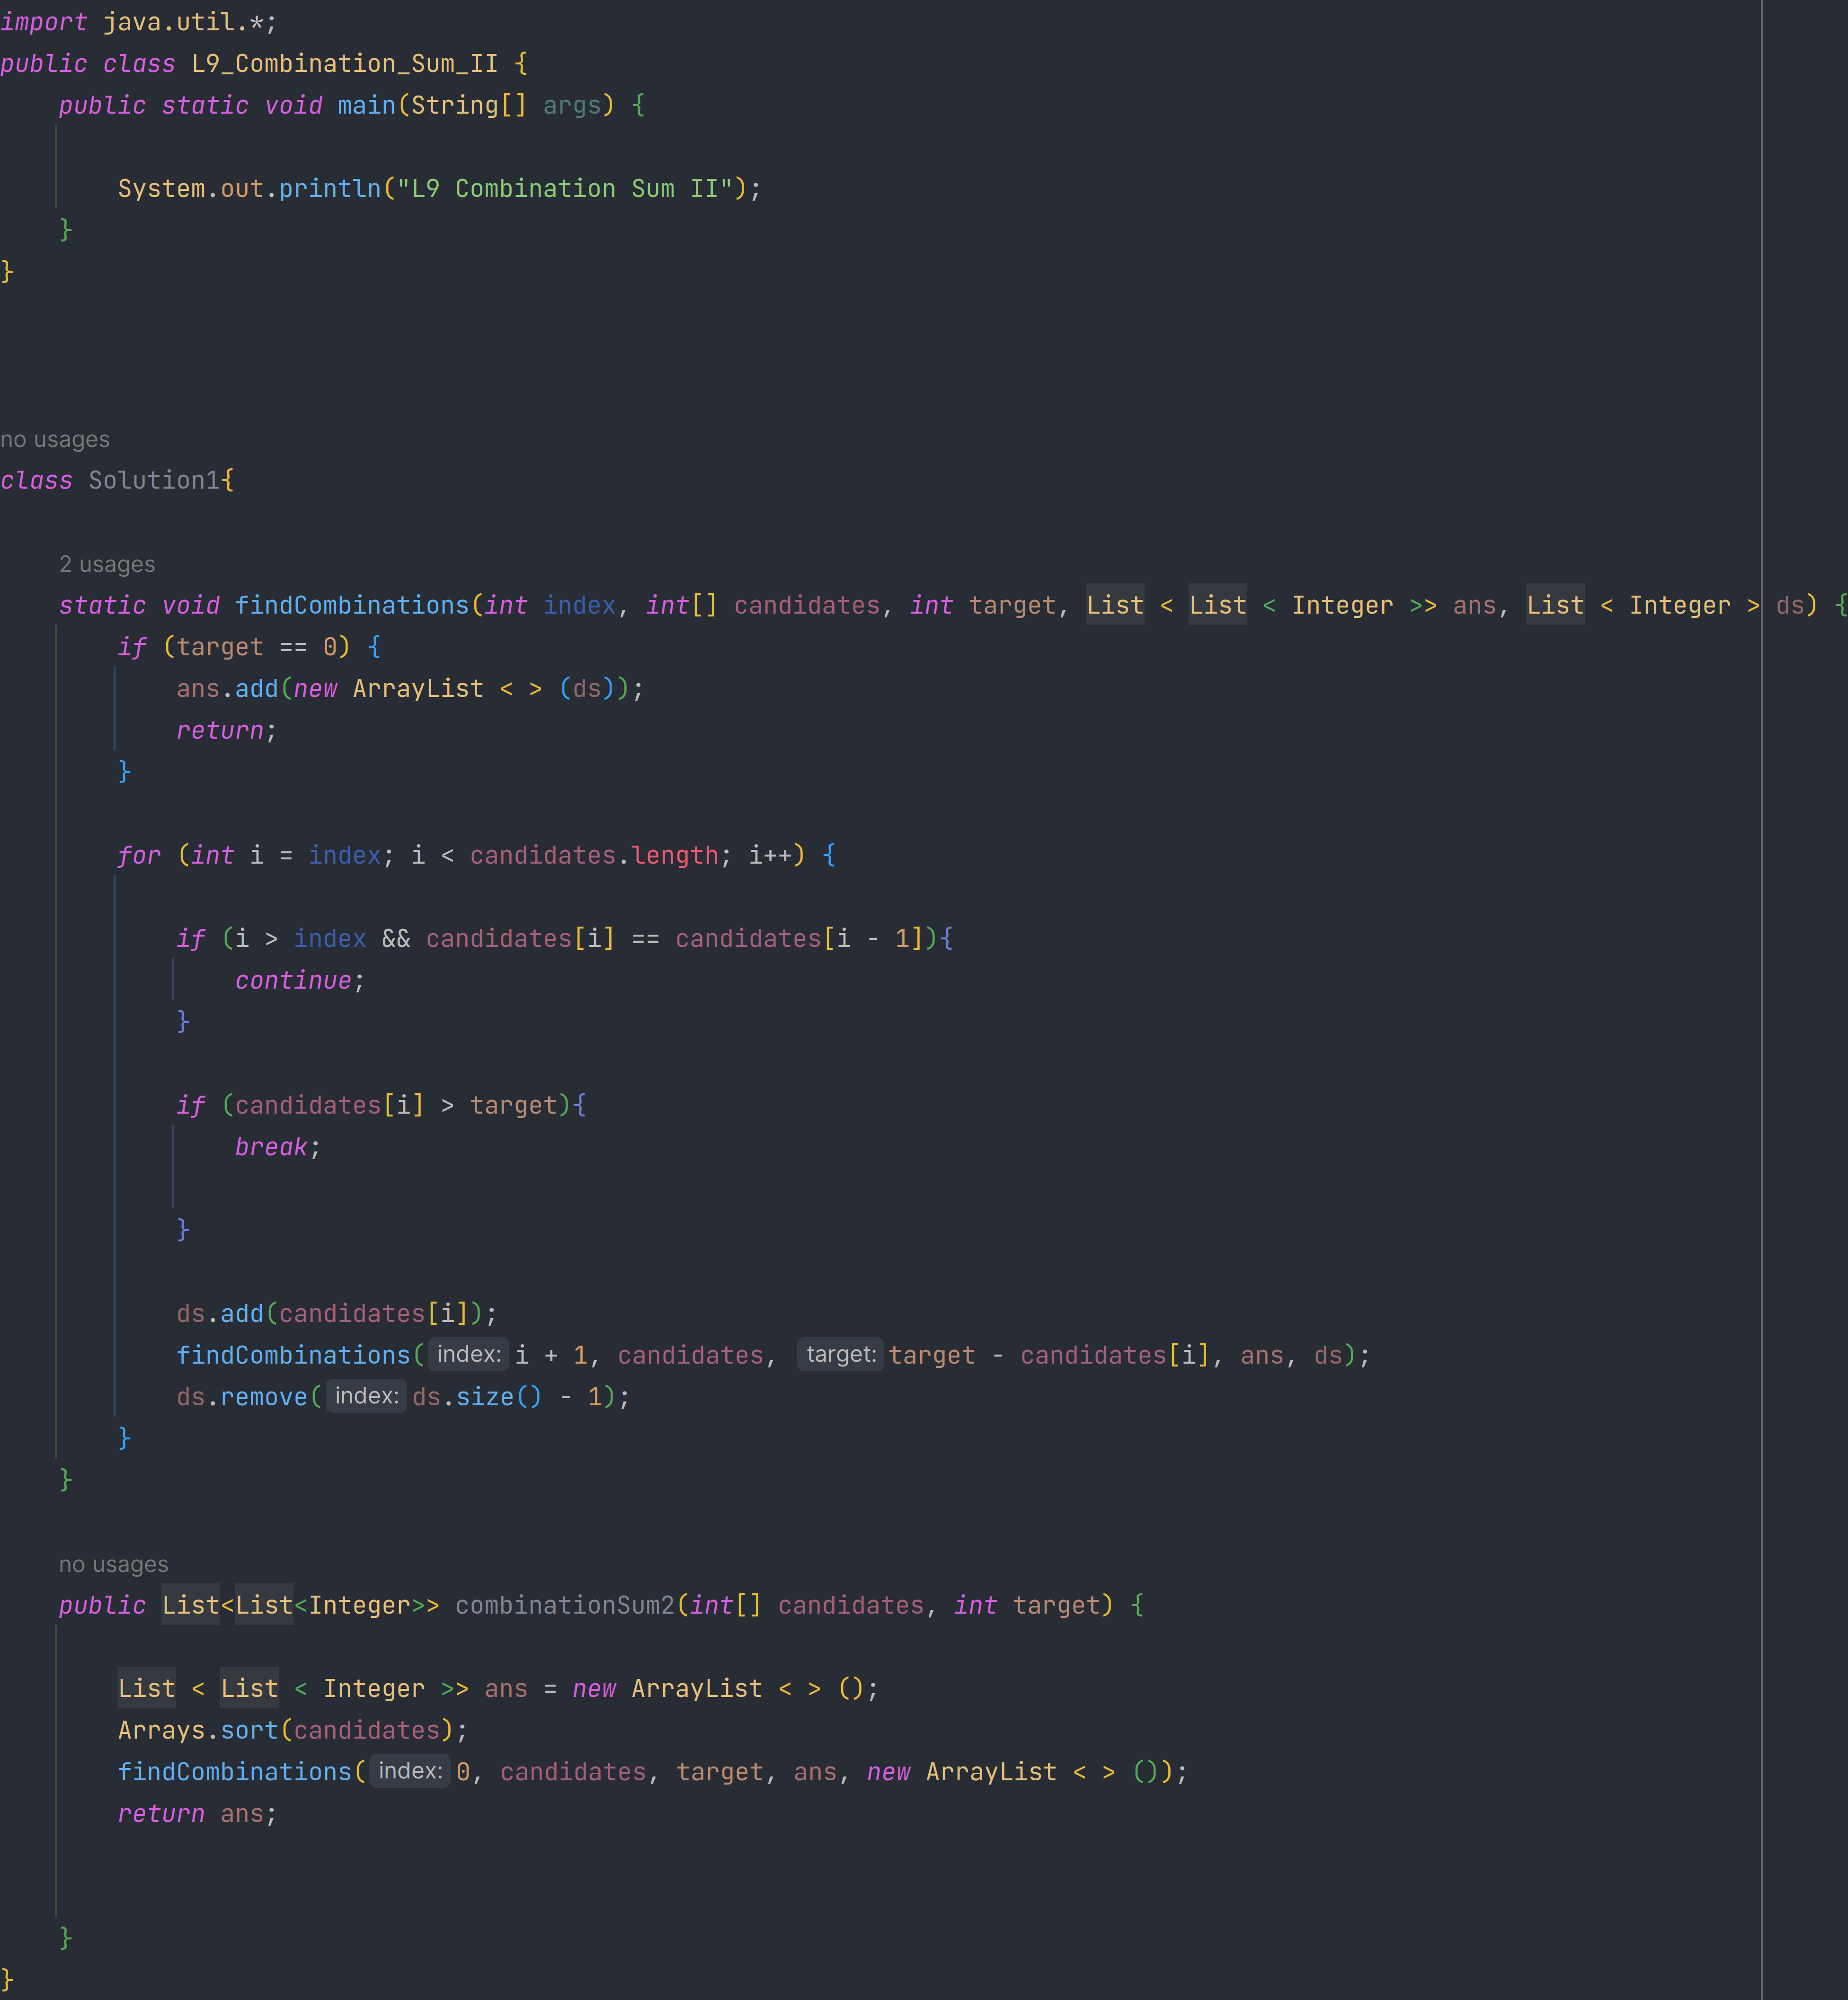 import java.util.*;
public class L9_Combination_Sum_II {
    public static void main(String[] args) {
        System.out.println("L9 Combination Sum II");
    }
}
no usages
class Solution1{
    2 usages
    static void findCombinations(int index, int[] candidates, int target, List < List < Integer >> ans, List < Integer > ds) {
        if (target == 0) {
            ans.add(new ArrayList < > (ds));
            return;
        }
        for (int i = index; i < candidates.length; i++) {
            if (i > index && candidates[i] == candidates[i - 1]){
                continue;
            }
            if (candidates[i] > target){
                break;
            }
            ds.add(candidates[i]);
            findCombinations( index: i + 1, candidates, target: target - candidates[i], ans, ds);
            ds.remove( index: ds.size() - 1);
        }
    }
    no usages
    public List<List<Integer>> combinationSum2(int[] candidates, int target) {
        List < List < Integer >> ans = new ArrayList < > ();
        Arrays.sort(candidates);
        findCombinations( index: 0, candidates, target, ans, new ArrayList < > ());
        return ans;
    }
}